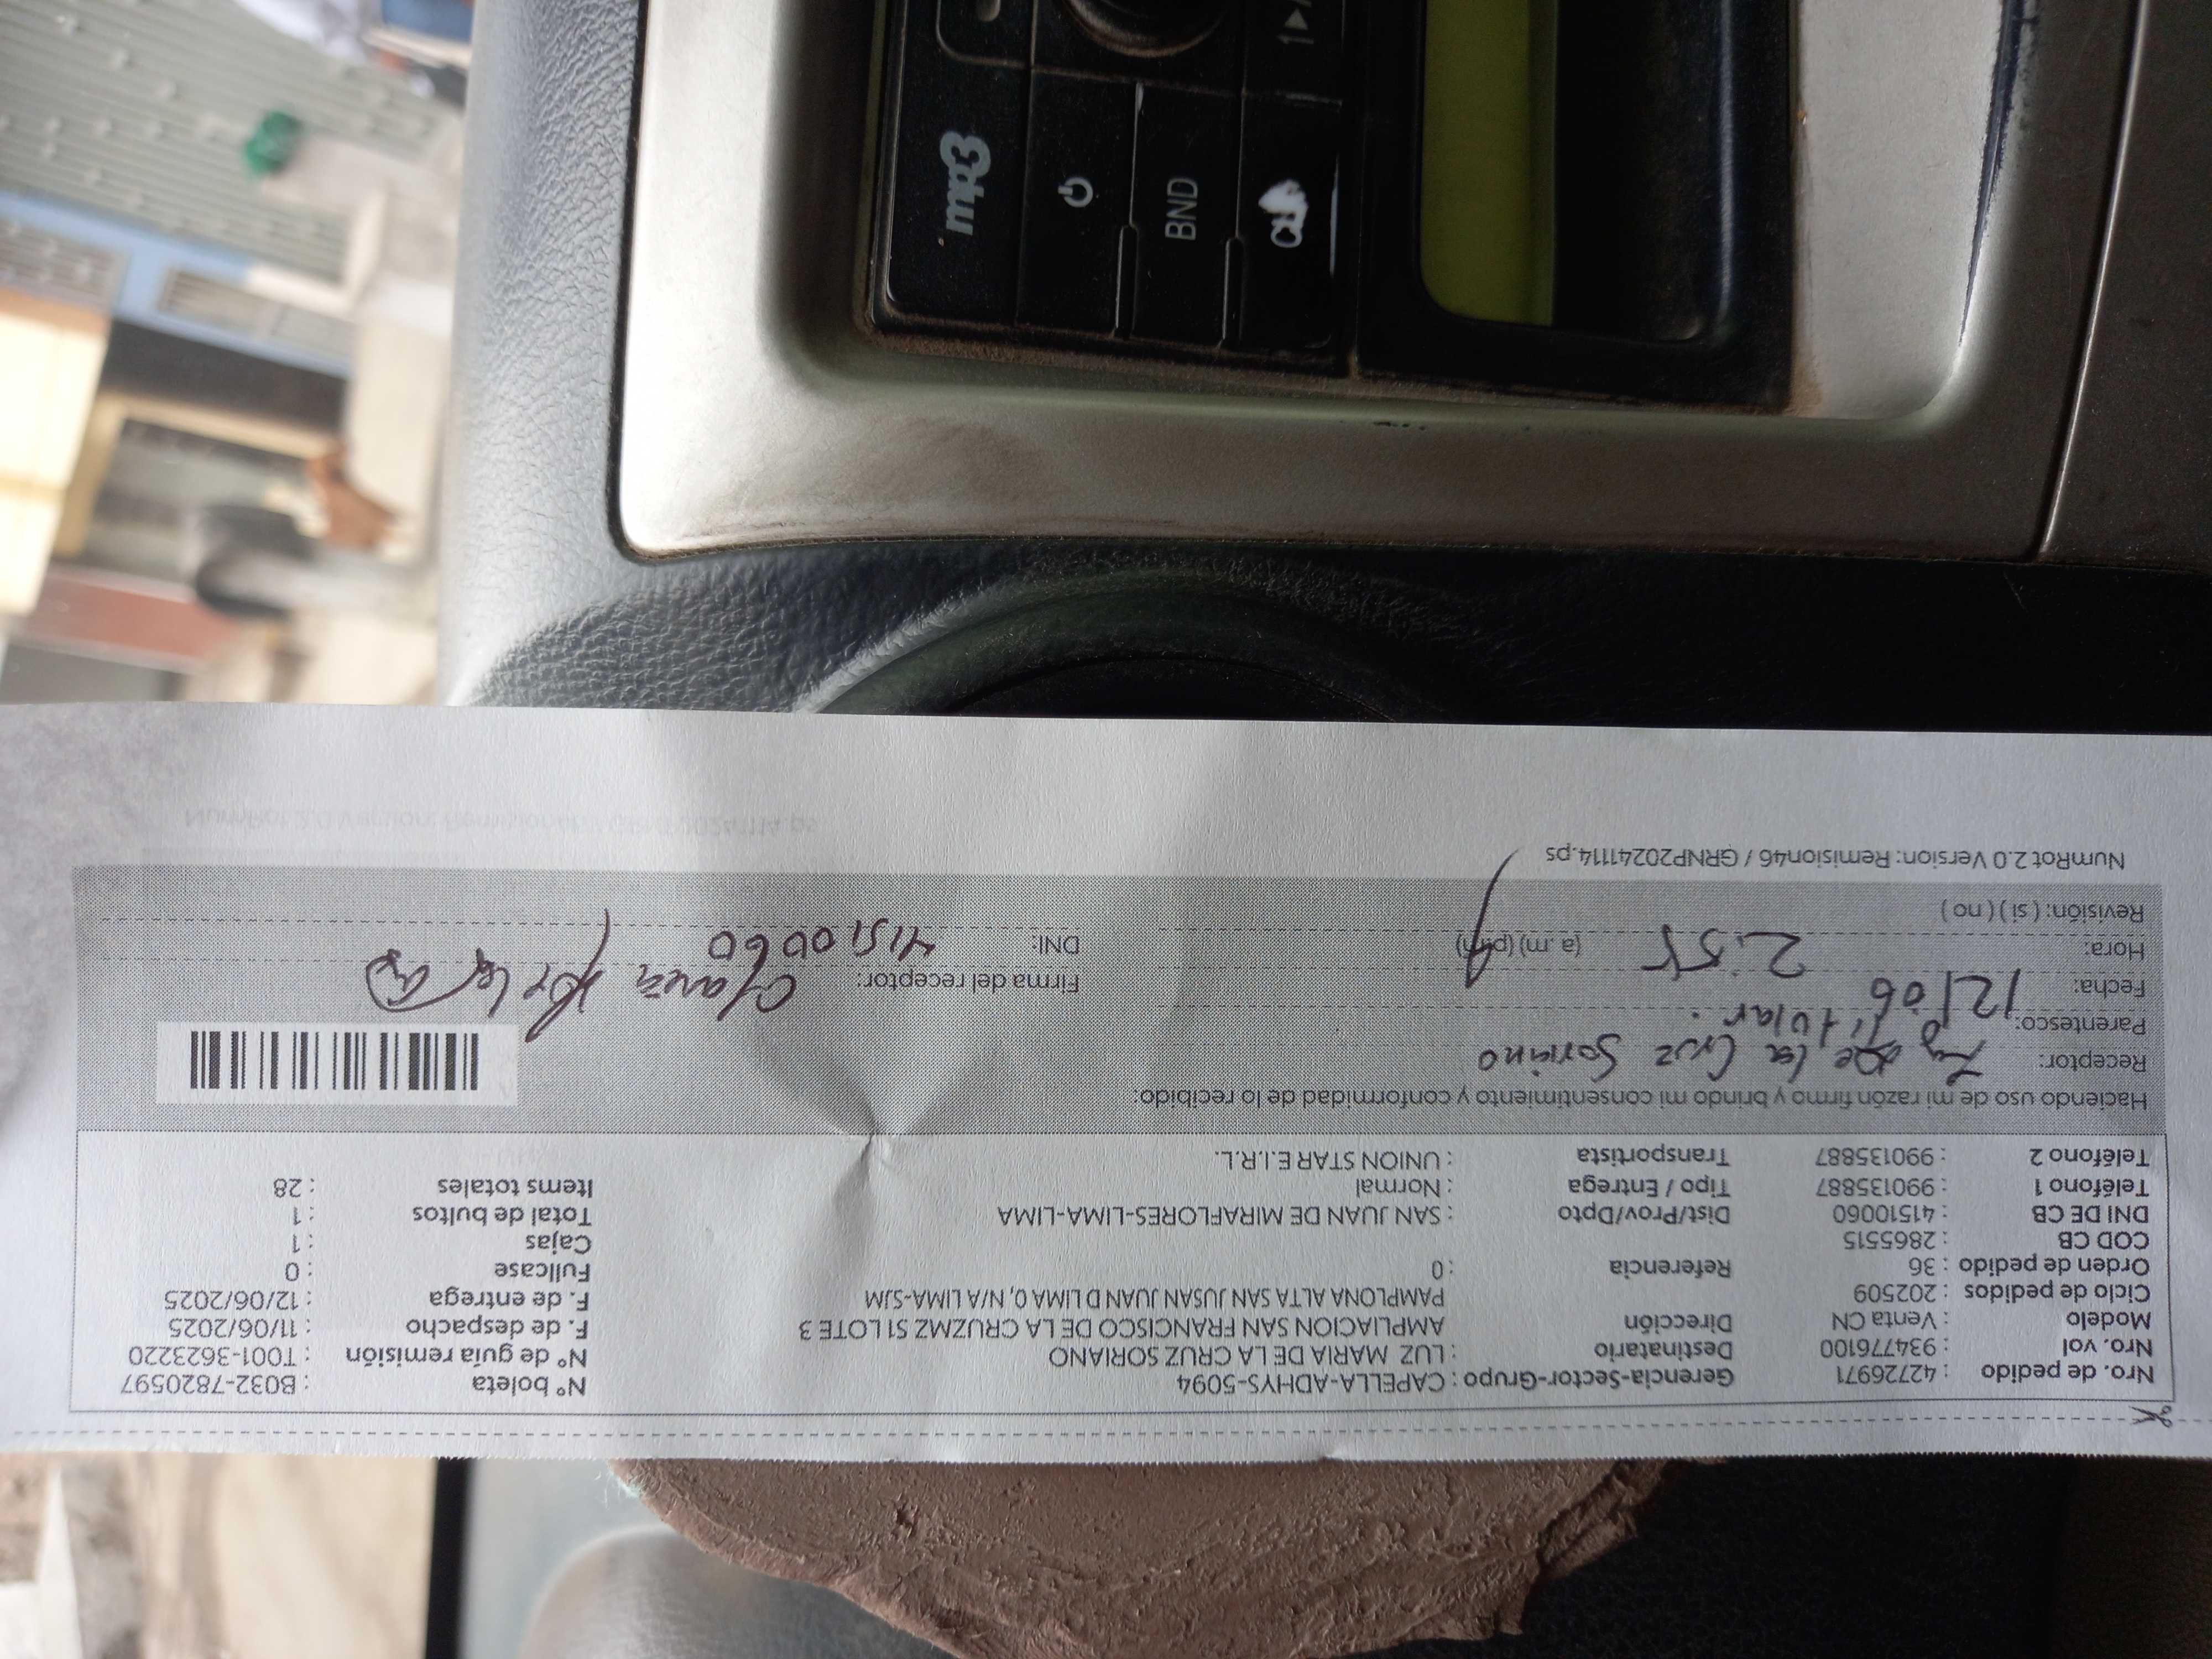 mp3
BND
Nro. de pedido : 42726971 Gerencia-Sector-Grupo : CAPELLA-ADHYS-5094 N° boleta : B032-7820597
Nro. vol : 934776100 Destinatario : LUZ MARIA DE LA CRUZ SORIANO N° de guia remisión : T001-3623220
Modelo : Venta CN Dirección AMPLIACION SAN FRANCISCO DE LA CRUZMZ S1 LOTE 3 F. de despacho : 11/06/2025
Ciclo de pedidos : 202509 PAMPLONA ALTA SAN JUSAN JUAN D LIMA 0, N/A LIMA-SJM F. de entrega : 12/06/2025
Orden de pedido : 36 Referencia : 0 Fullcase : 0
COD CB : 2865515 Cajas : 1
DNI DE CB : 41510060 Dist/Prov/Dpto : SAN JUAN DE MIRAFLORES-LIMA-LIMA Total de bultos : 1
Teléfono 1 : 990135887 Tipo / Entrega : Normal Items totales : 28
Teléfono 2 : 990135887 Transportista : UNION STAR E.I.R.L.
Haciendo uso de mi razón firmo y brindo mi consentimiento y conformidad de lo recibido:
Receptor: de la Cruz Soriano
Parentesco: Titular.
Fecha: 12/06 Firma del receptor:
Hora: 2:55 (a.m) (p.m) DNI: 41510060
Revisión: ( si ) ( no )
NumRot 2.0 Version: Remision46 / GRNP20241114.ps